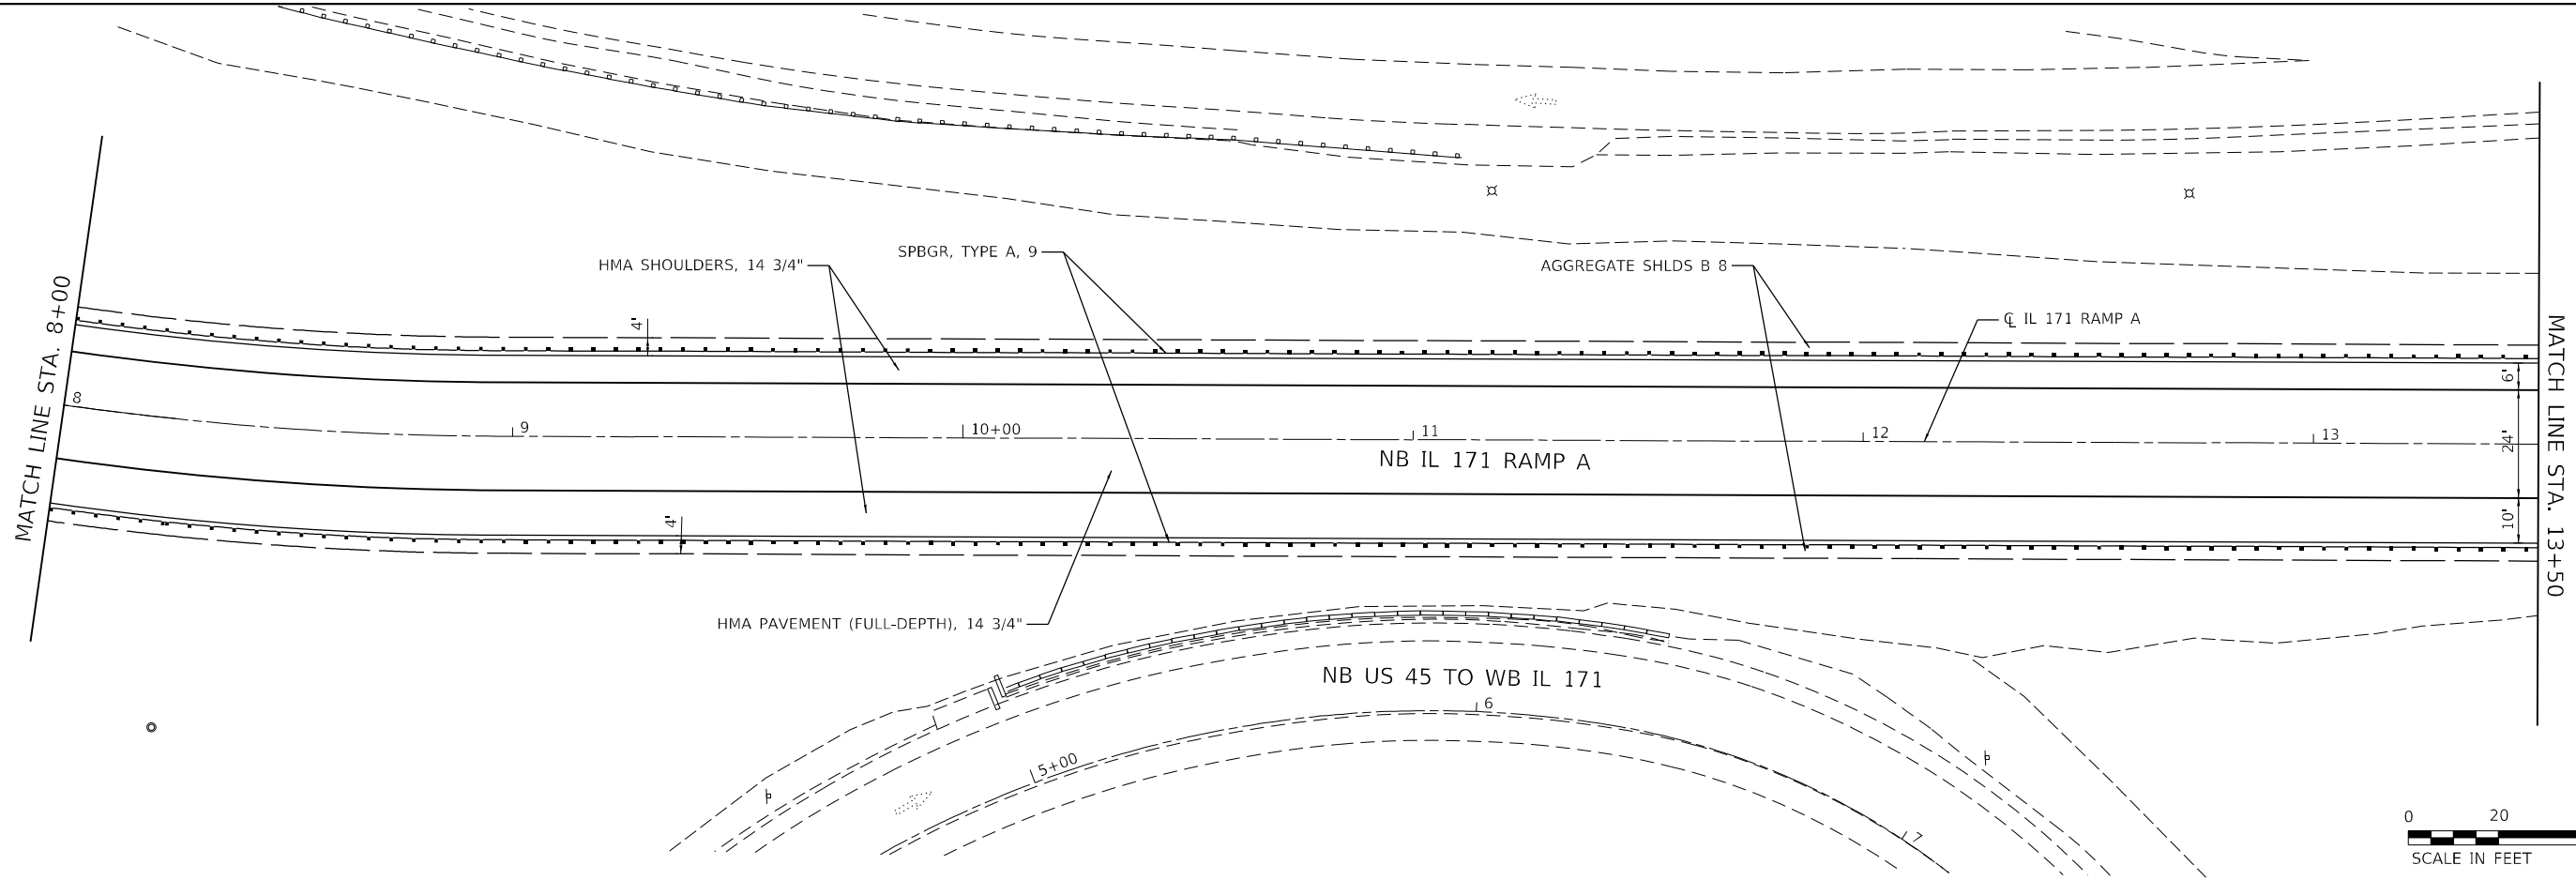 SPBGR, TYPE A, 9
HMA SHOULDERS, 14 3/4"
AGGREGATE SHLDS B 8
MATCH LINE STA. 8+00
4'
℄ IL 171 RAMP A
MATCH LINE STA. 13+50
6'
8
9
10+00
11
12
13
24'
NB IL 171 RAMP A
4'
10'
HMA PAVEMENT (FULL-DEPTH), 14 3/4"
NB US 45 TO WB IL 171
6
5+00
7
0 20
SCALE IN FEET